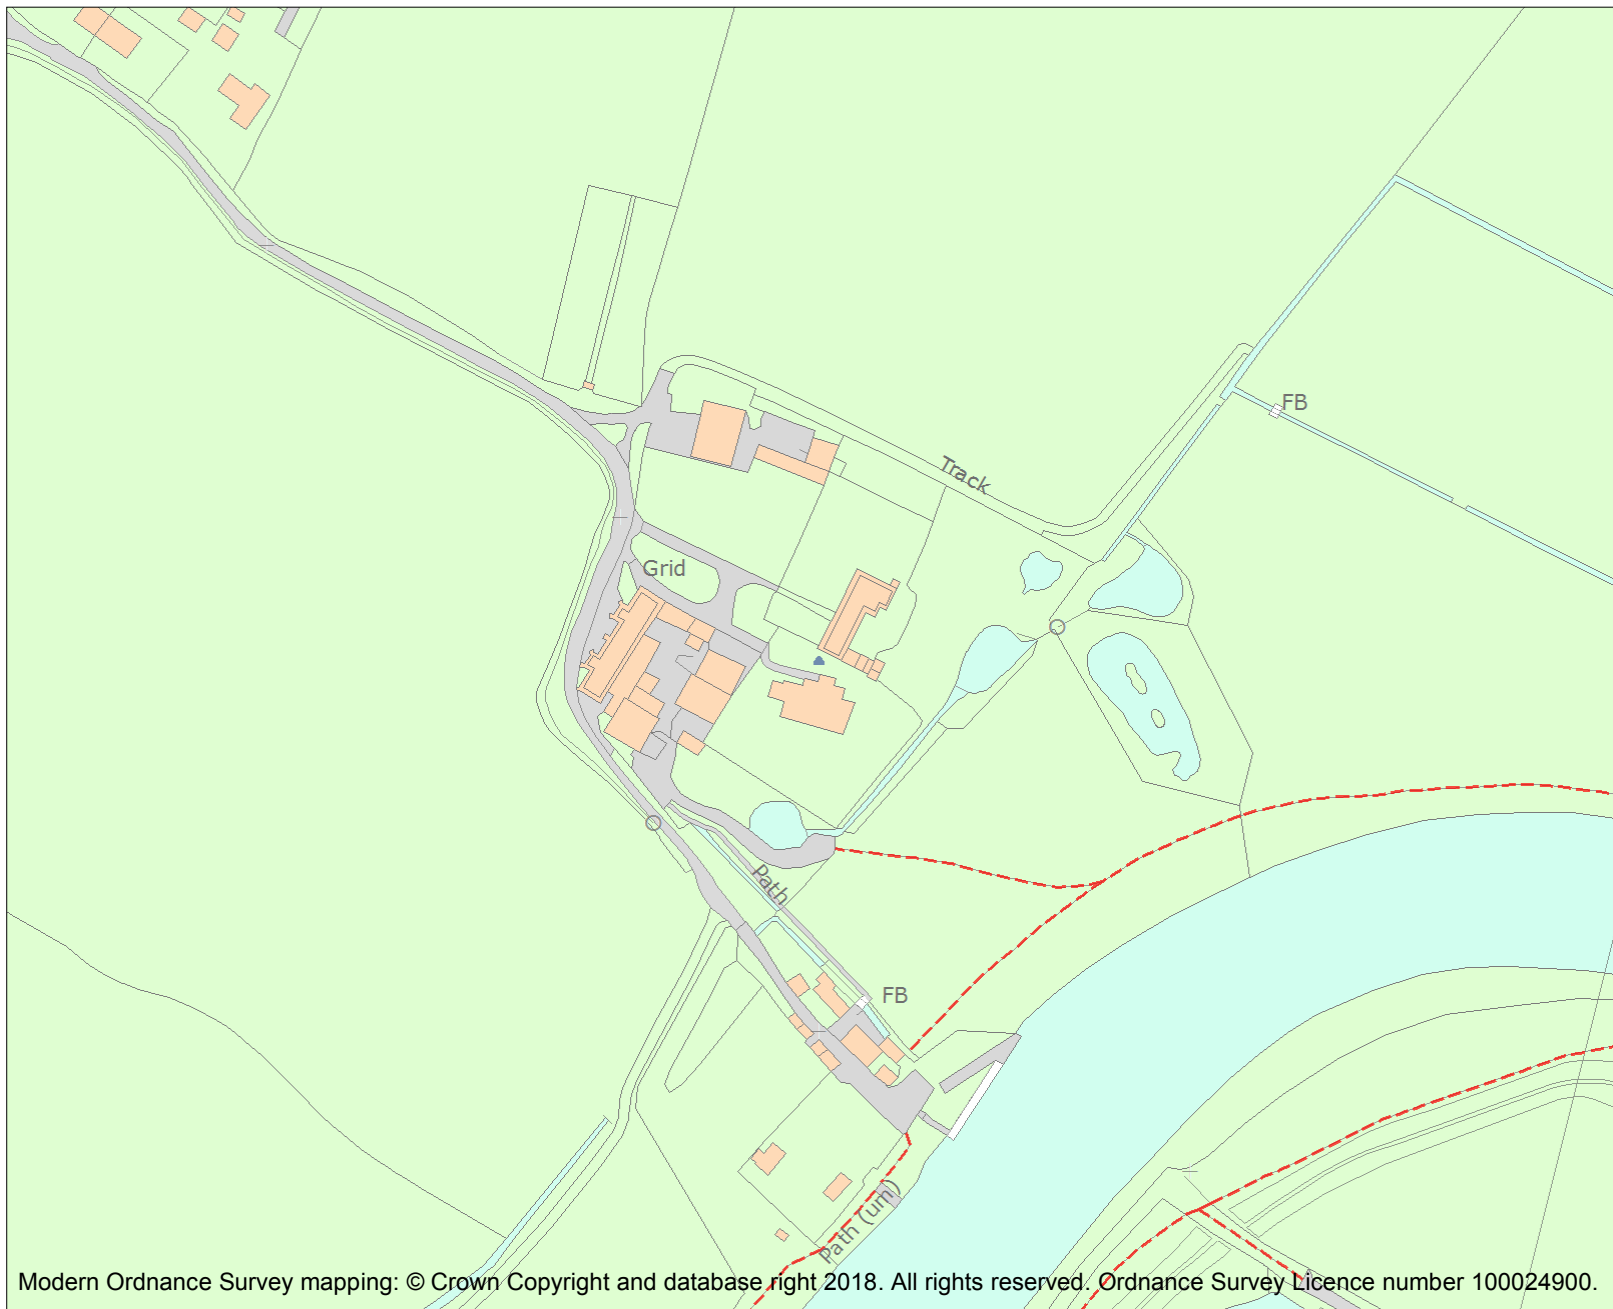 FB
Track
Grid
Path
FB
Path (um)
Modern Ordnance Survey mapping: © Crown Copyright and database right 2018. All rights reserved. Ordnance Survey Licence number 100024900.